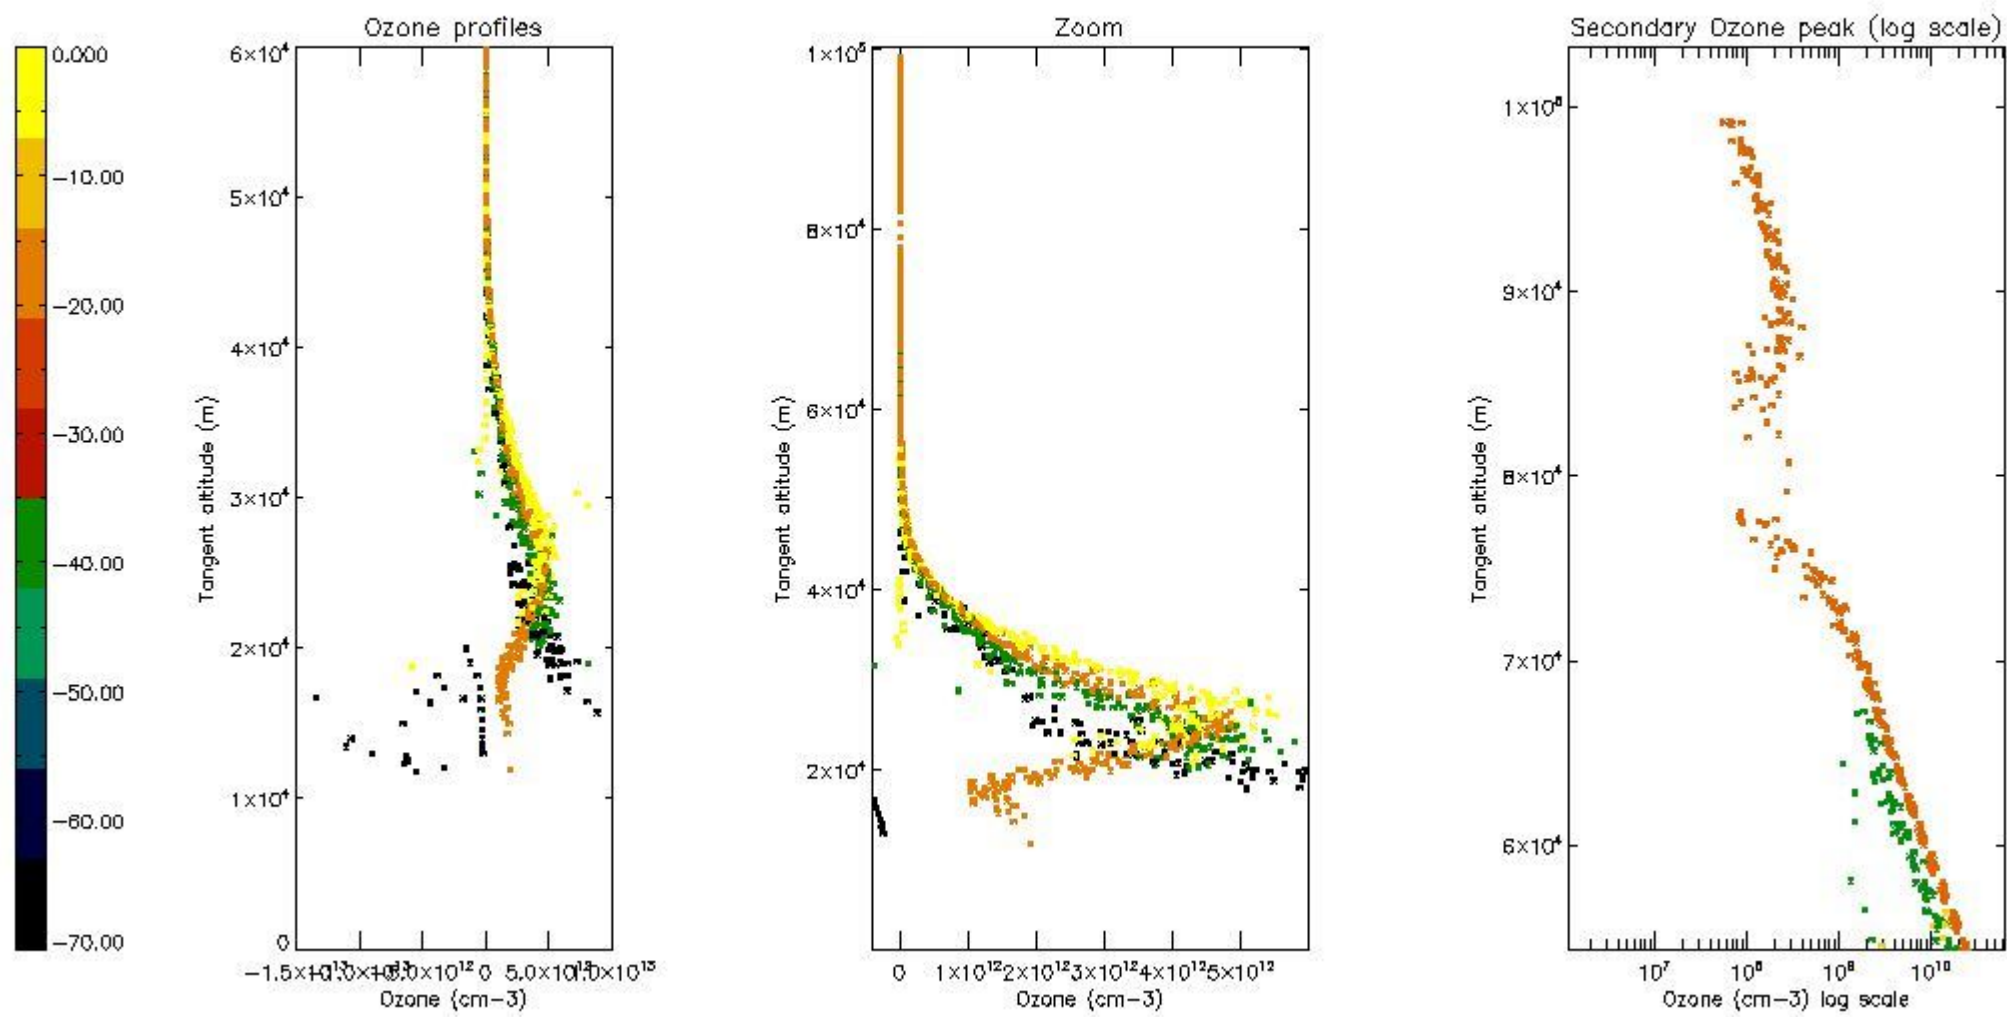 Ozone profiles
Zoom
Secondary Ozone peak (log scale)
0.000
−10.00
−20.00
−30.00
−40.00
−50.00
−60.00
−70.00
6×10⁴
5×10⁴
4×10⁴
3×10⁴
2×10⁴
1×10⁴
0
Tangent altitude (m)
0
5.0×10¹²
1.0×10¹³
Ozone (cm−3)
1×10⁵
8×10⁴
6×10⁴
4×10⁴
2×10⁴
Tangent altitude (m)
0 1×10¹² 2×10¹² 3×10¹² 4×10¹² 5×10¹²
Ozone (cm−3)
1×10⁵
9×10⁴
8×10⁴
7×10⁴
6×10⁴
Tangent altitude (m)
10⁷ 10⁸ 10⁹ 10¹⁰
Ozone (cm−3) log scale